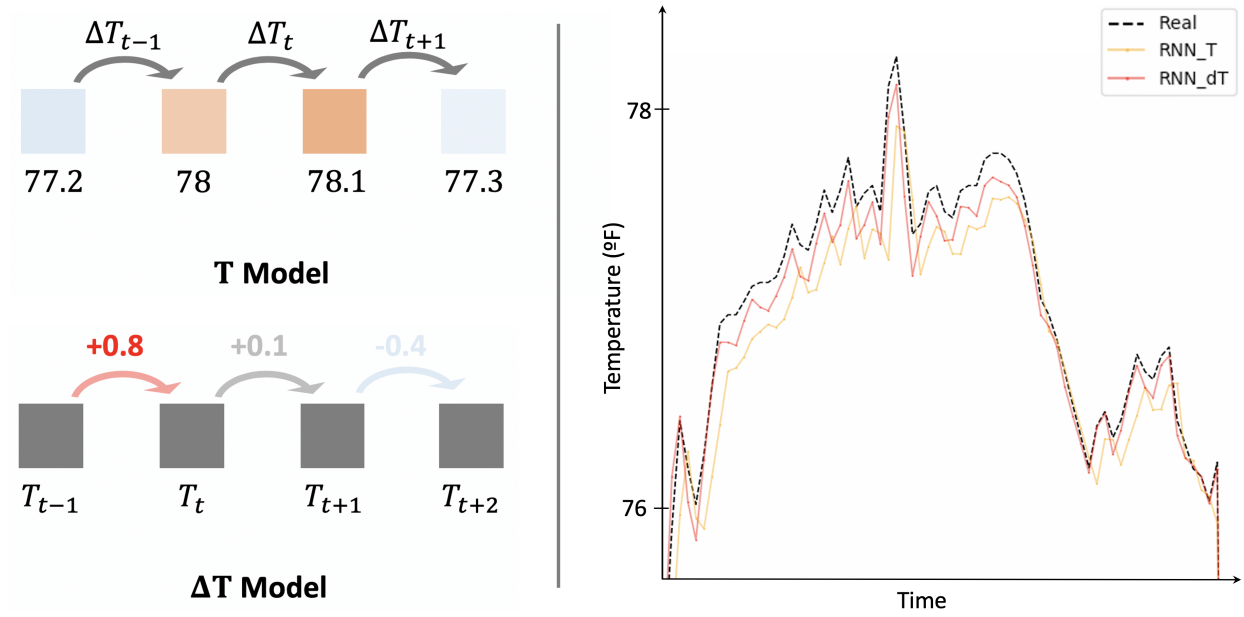 ΔT_{t−1} ΔT_t ΔT_{t+1}
77.2 78 78.1 77.3
T Model
+0.8 +0.1 -0.4
T_{t−1} T_t T_{t+1} T_{t+2}
ΔT Model
Real
RNN_T
RNN_dT
78
76
Temperature (ºF)
Time